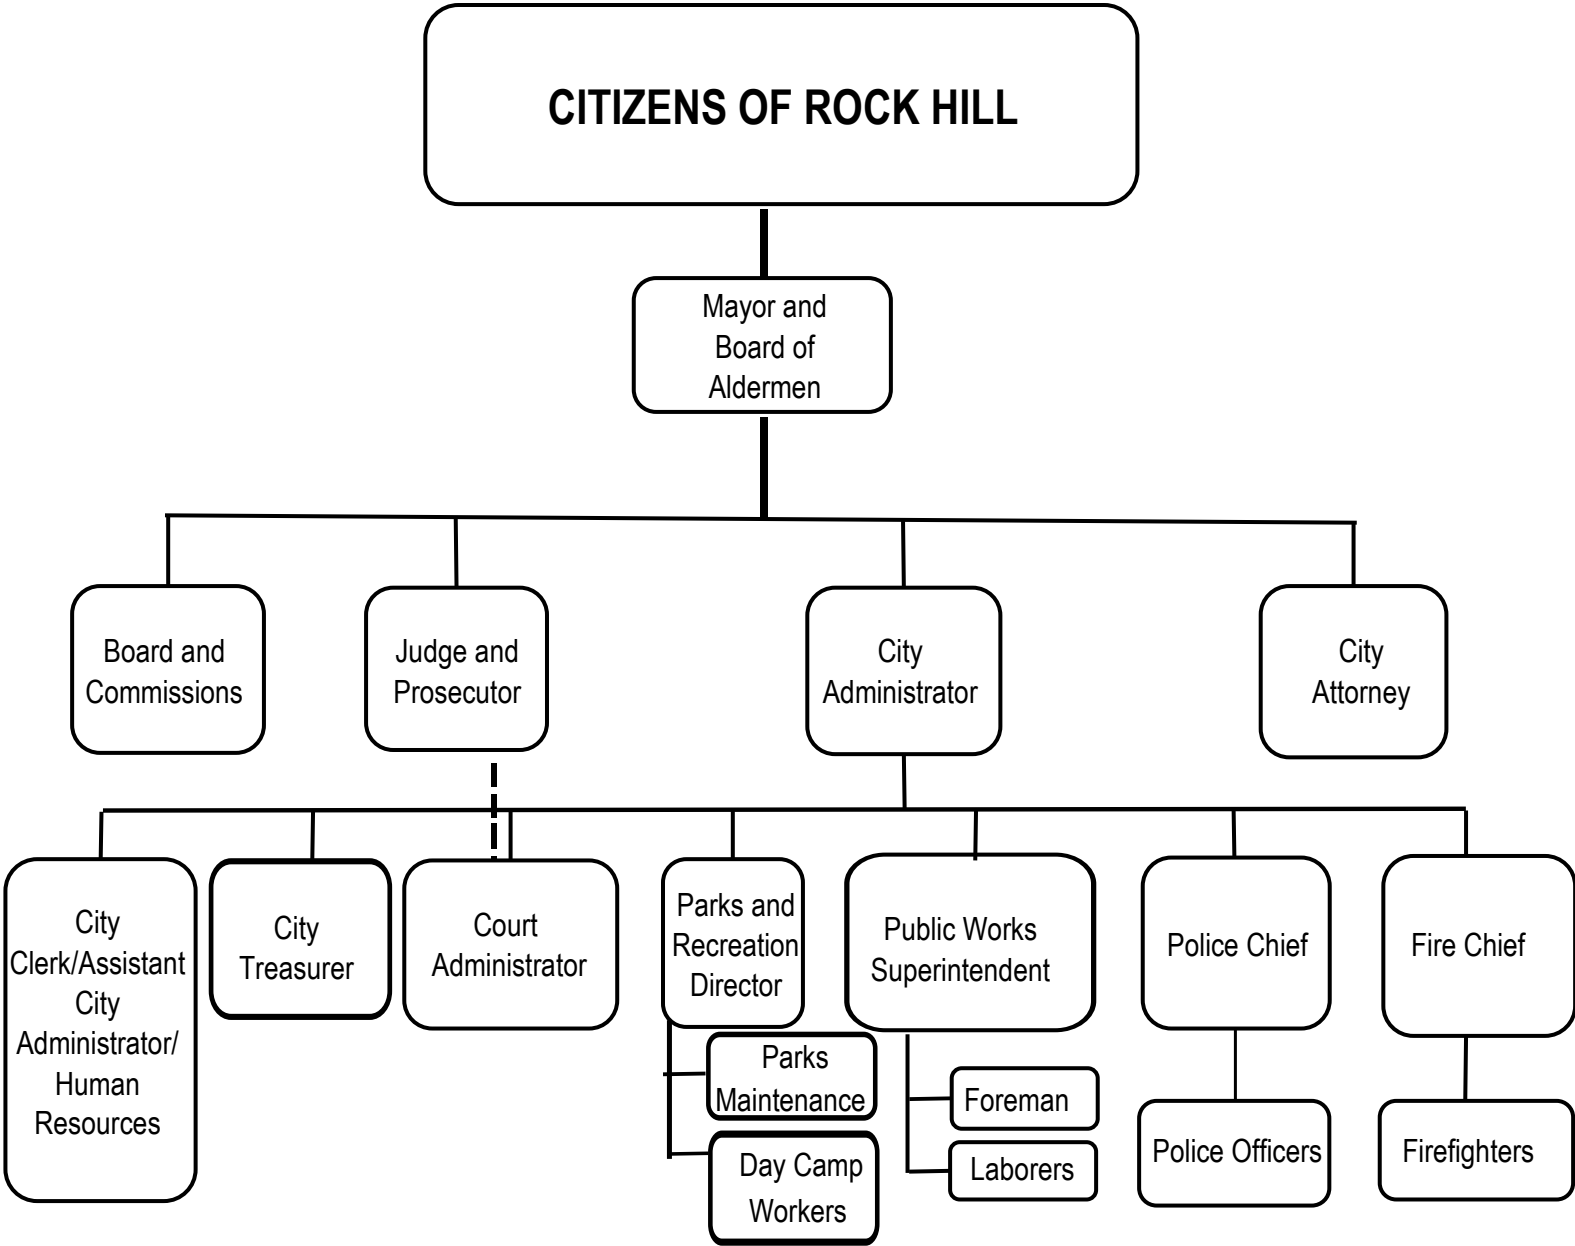 CITIZENS OF ROCK HILL
Mayor and
Board of
Aldermen
Board and
Commissions
Judge and
Prosecutor
City
Administrator
City
Attorney
City
Clerk/Assistant
City
Administrator/
Human
Resources
City
Treasurer
Court
Administrator
Parks and
Recreation
Director
Public Works
Superintendent
Police Chief
Fire Chief
Parks
Maintenance
Day Camp
Workers
Foreman
Laborers
Police Officers
Firefighters